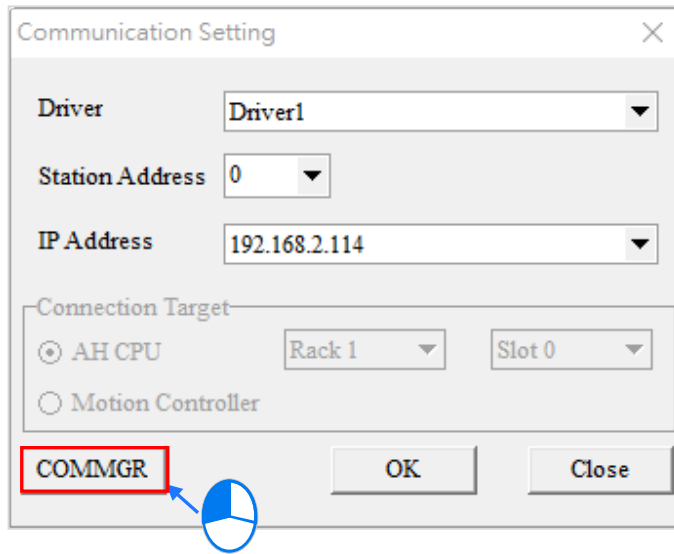 Communication Setting
Driver Driver1
Station Address 0
IP Address 192.168.2.114
Connection Target
AH CPU Rack 1 Slot 0
Motion Controller
COMMGR OK Close